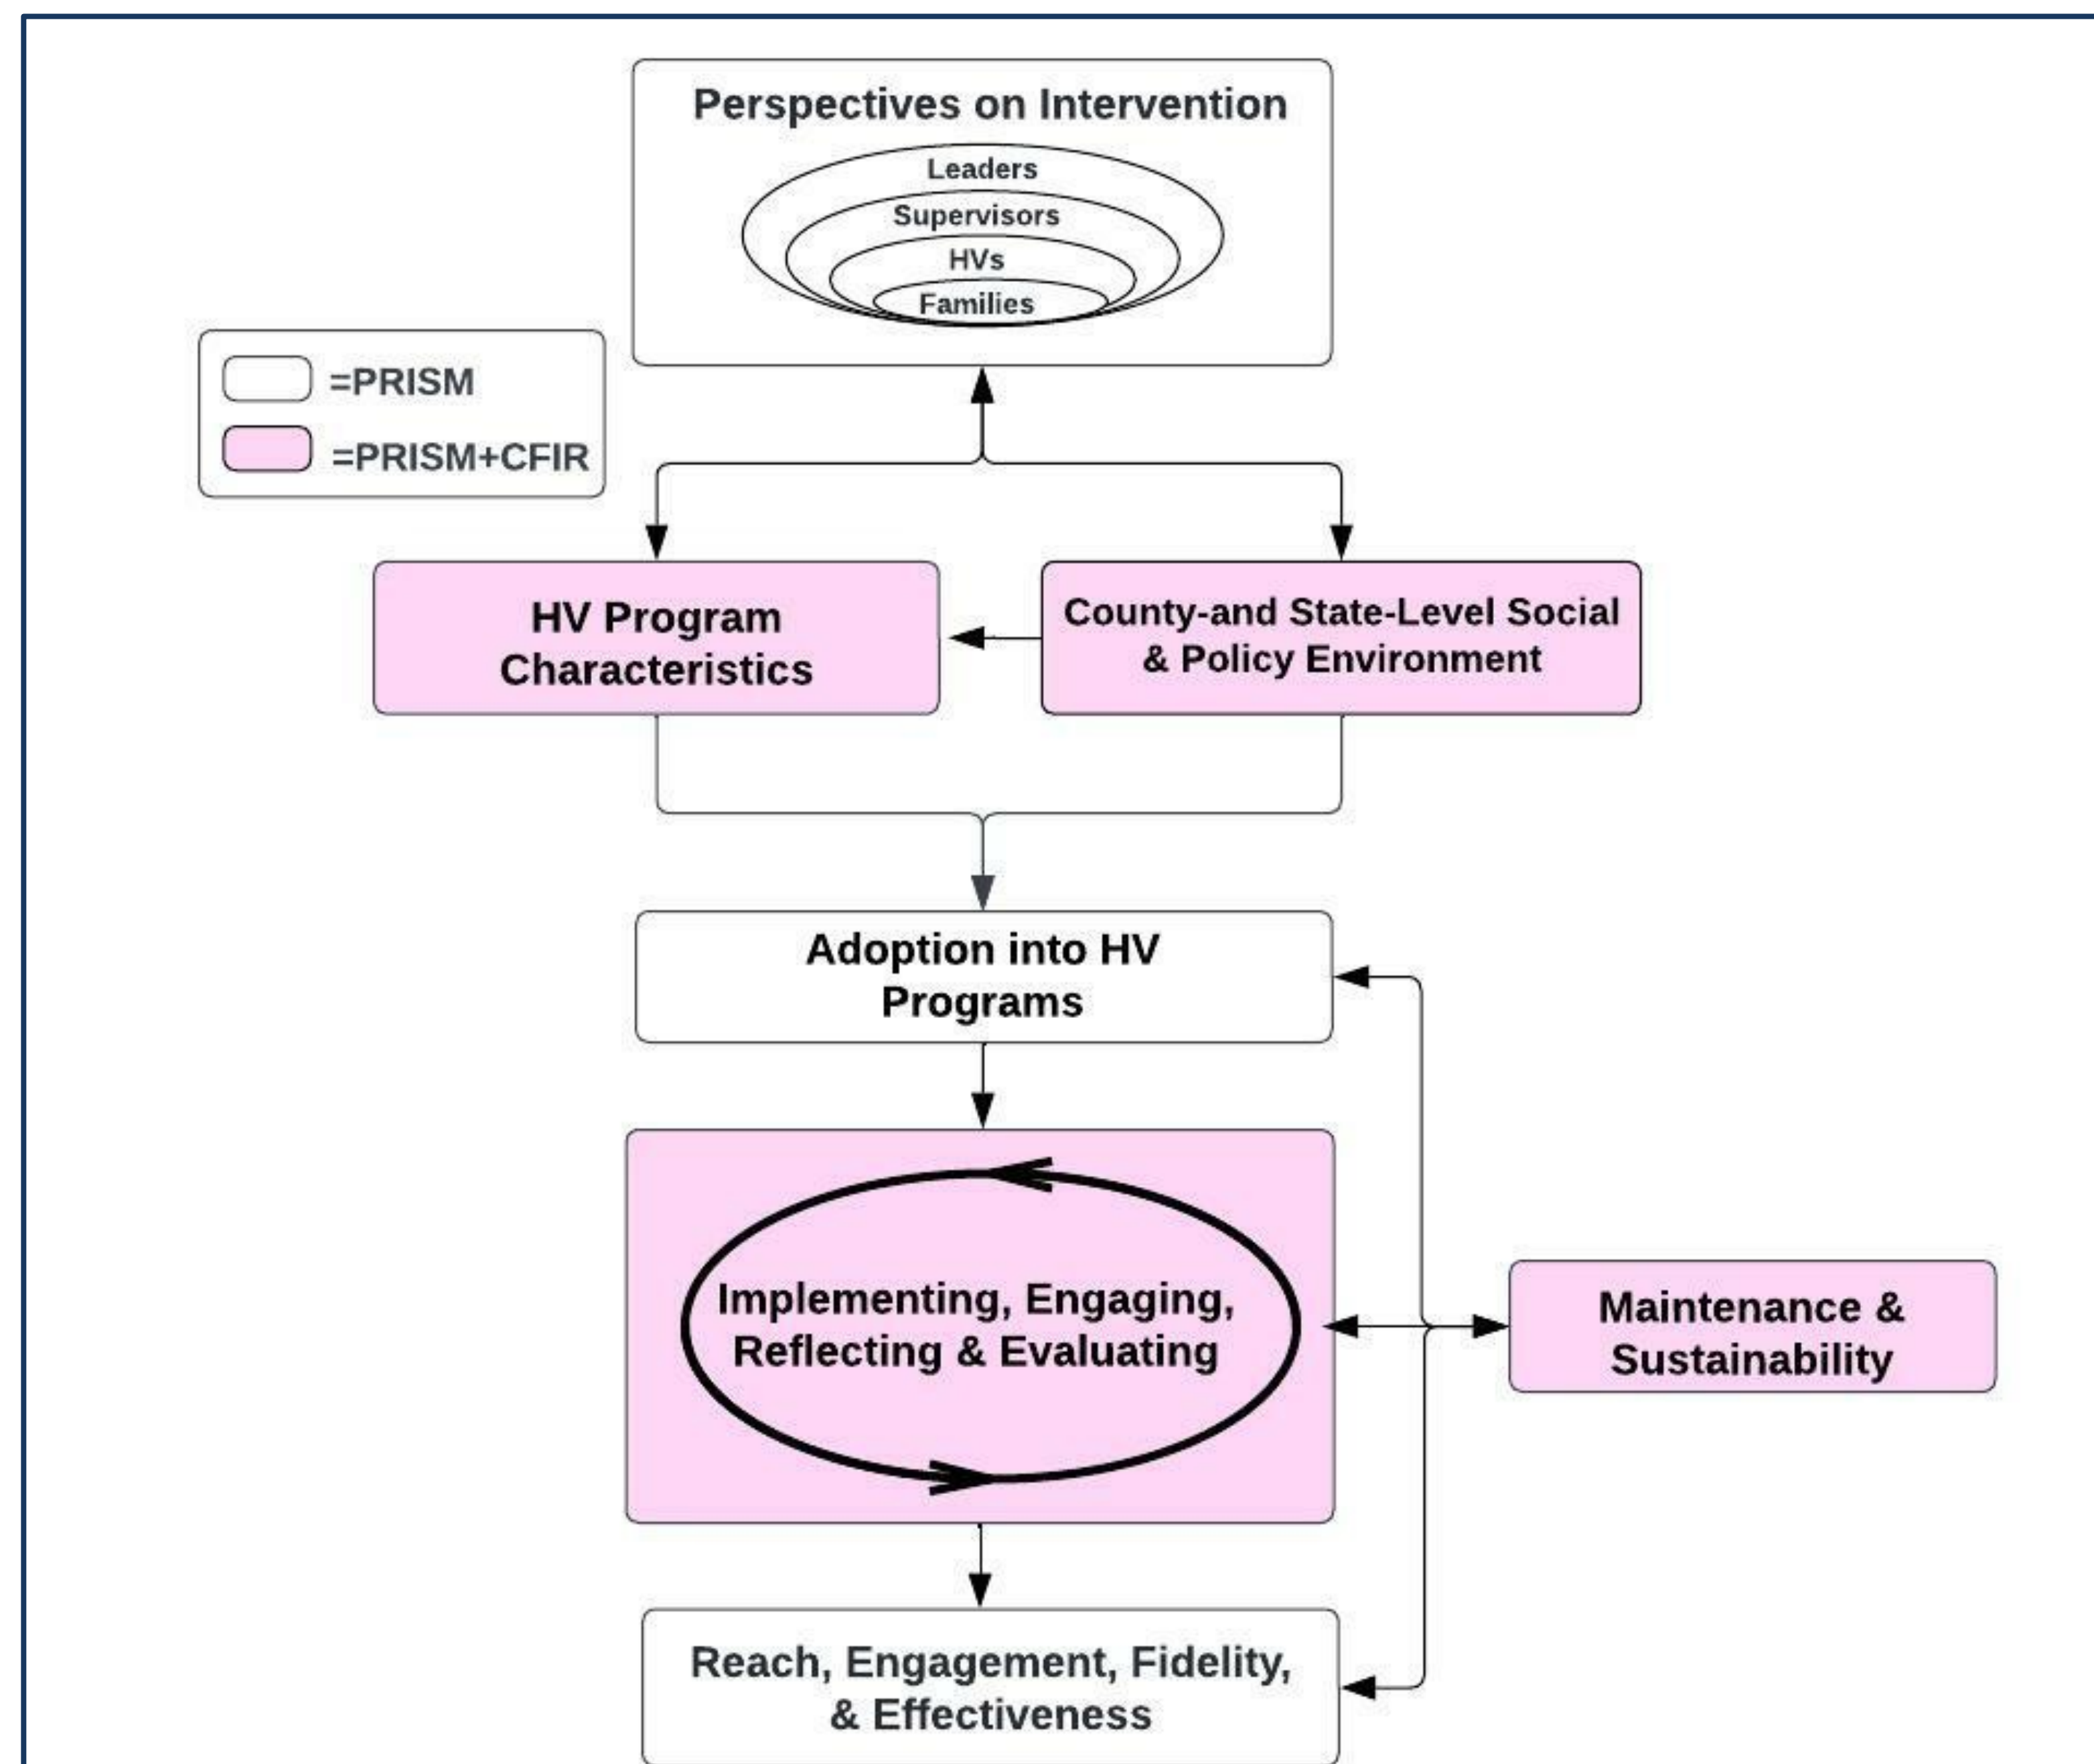 Perspectives on Intervention
Leaders
Supervisors
HVs
Families
=PRISM
=PRISM+CFIR
HV Program
Characteristics
County-and State-Level Social
& Policy Environment
Adoption into HV
Programs
Implementing, Engaging,
Reflecting & Evaluating
Maintenance &
Sustainability
Reach, Engagement, Fidelity,
& Effectiveness